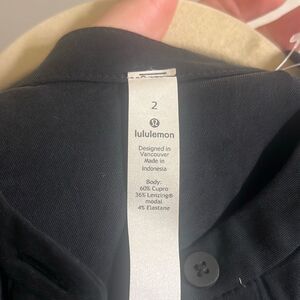 2
lululemon
Designed in
Vancouver
Made in
Indonesia
Body:
60% Cupro
36% Lenzing®
modal
4% Elastane